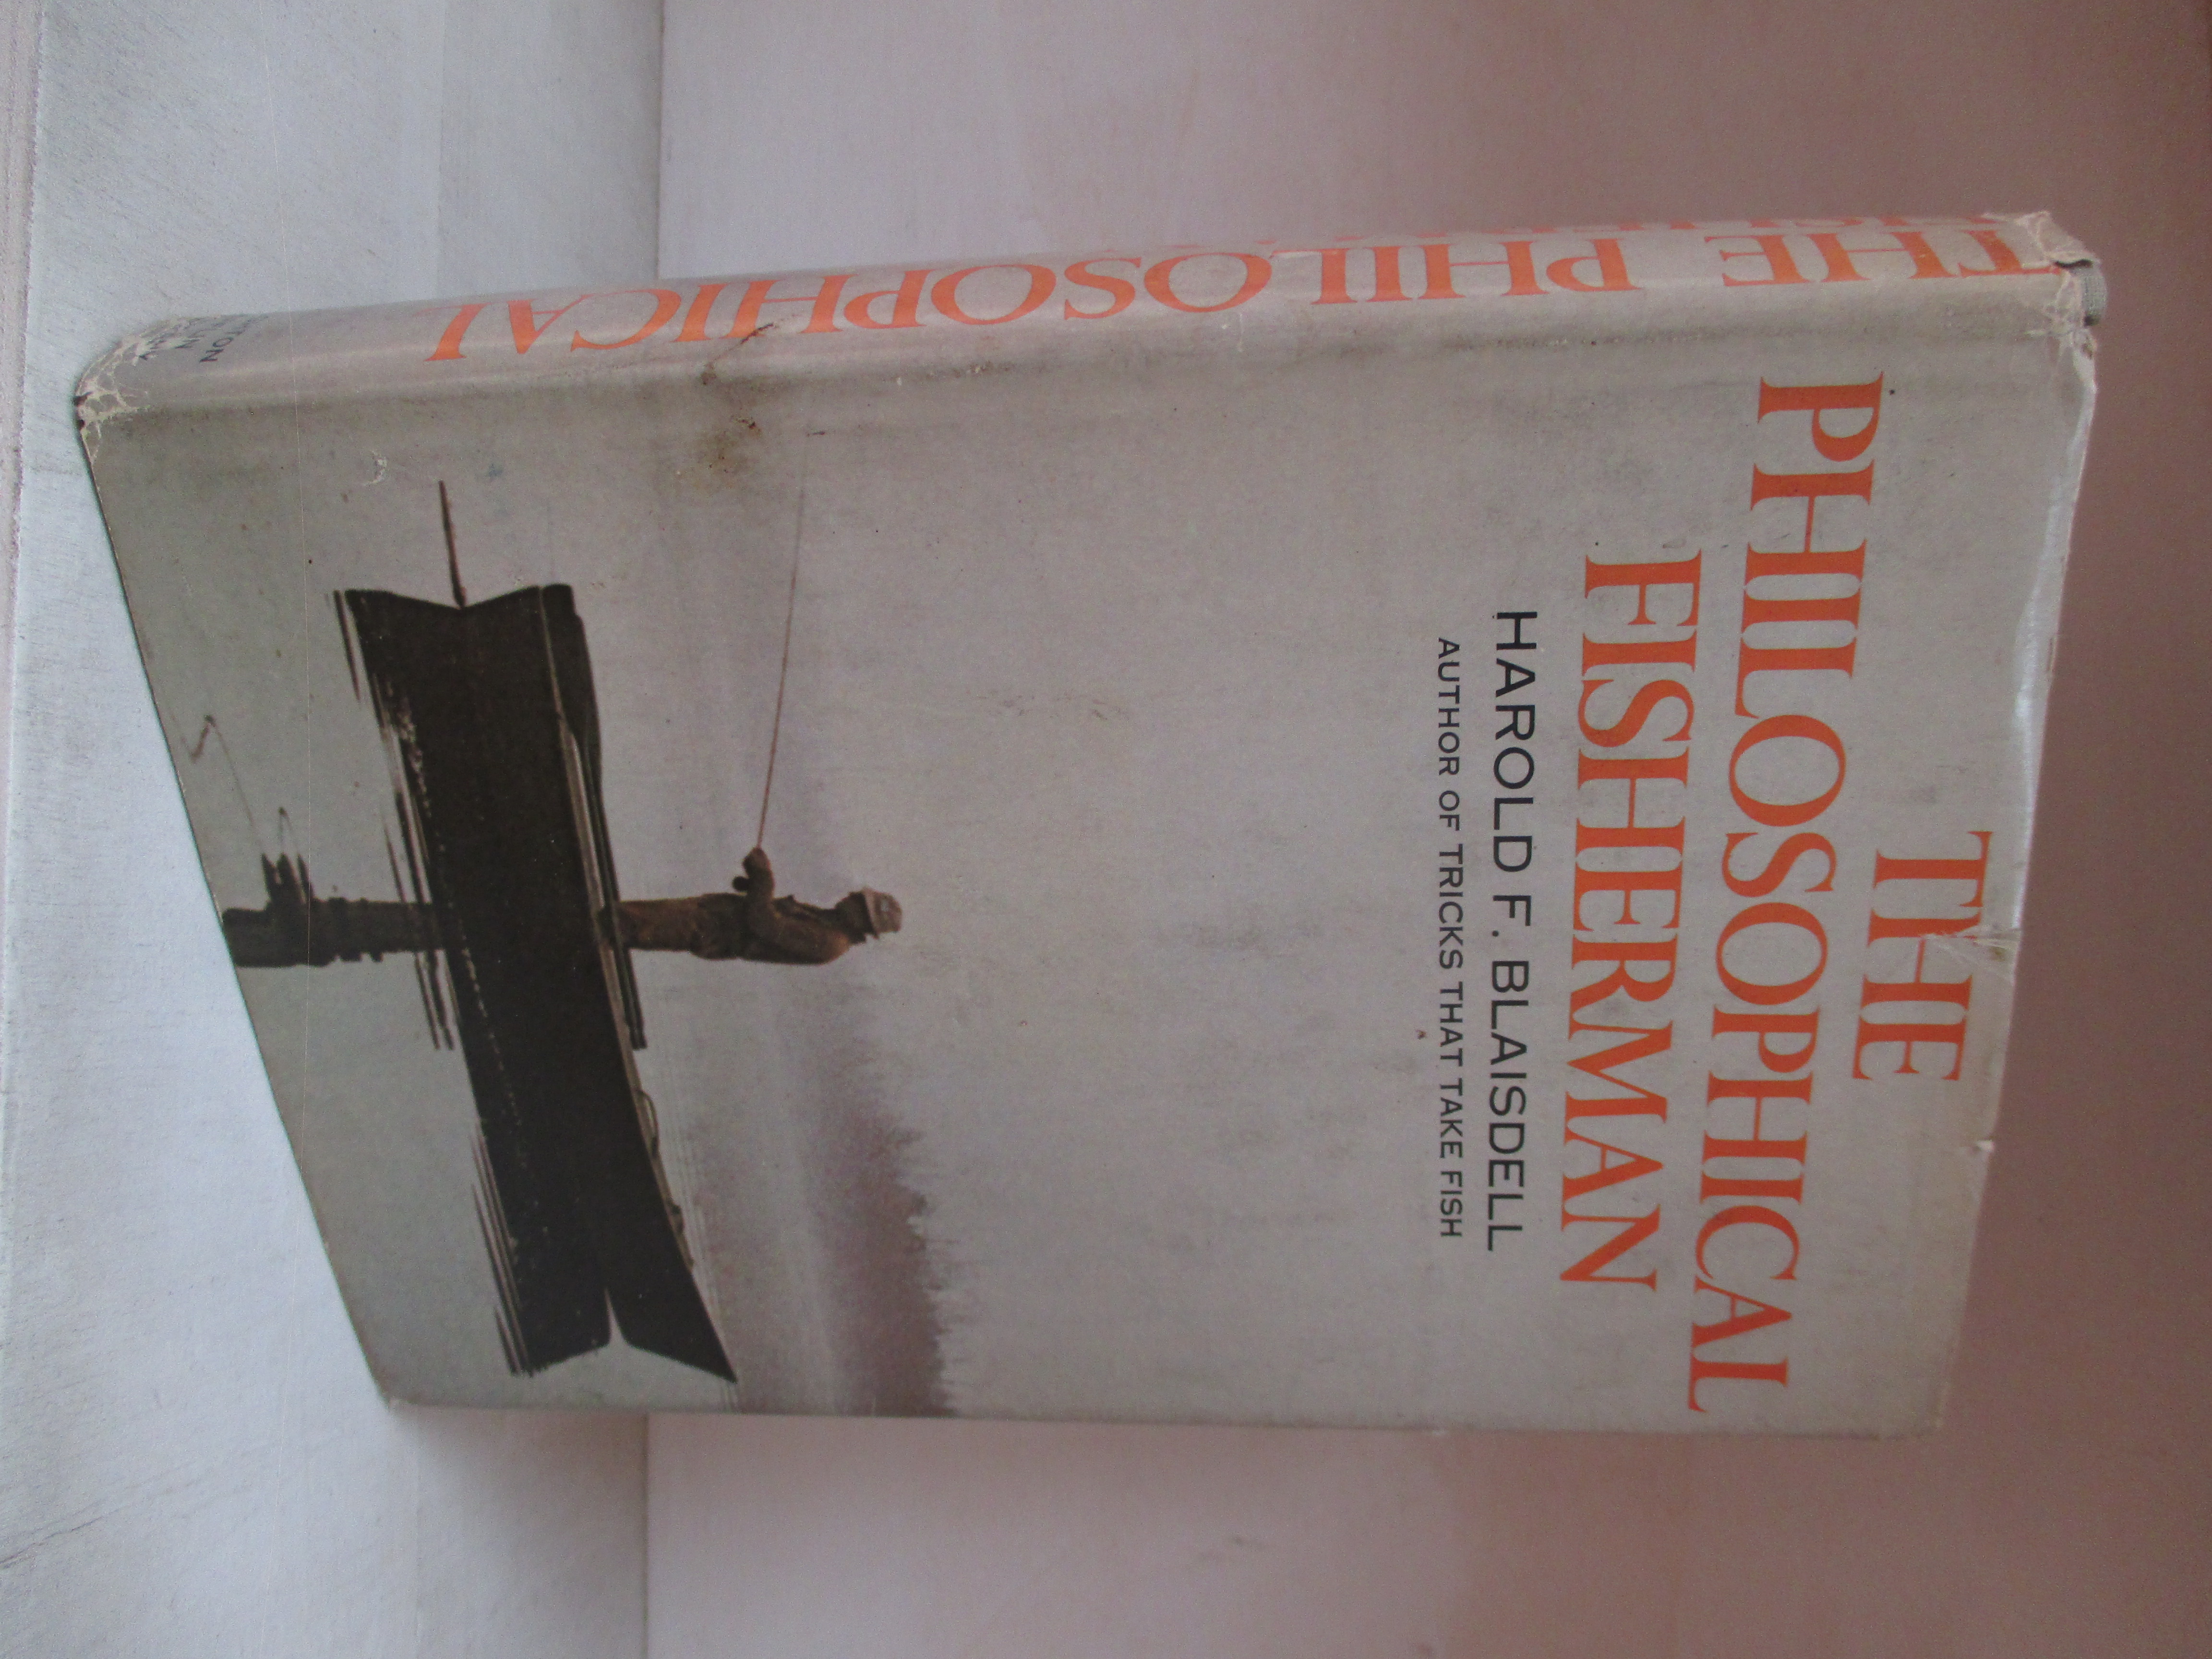 THE
PHILOSOPHICAL
FISHERMAN
HAROLD F. BLAISDELL
AUTHOR OF TRICKS THAT TAKE FISH
THE PHILOSOPHICAL